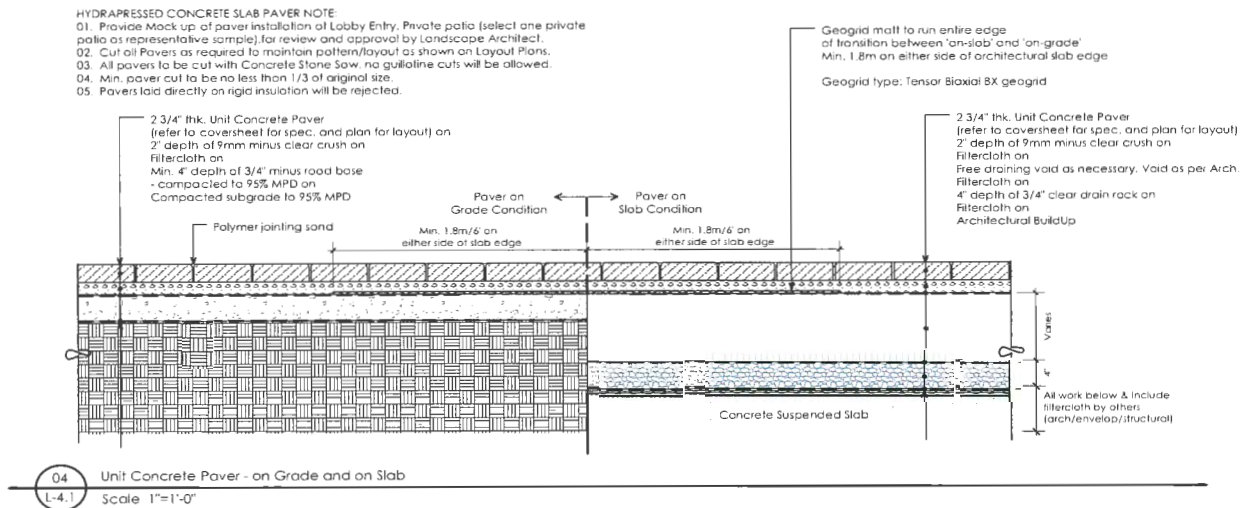 HYDRAPRESSED CONCRETE SLAB PAVER NOTE:
01. Provide Mock up of paver installation at Lobby Entry, Private patio (select one private
patio as representative sample).for review and approval by Landscape Architect.
02. Cut all Pavers as required to maintain pattern/layout as shown on Layout Plans.
03. All pavers to be cut with Concrete Stone Saw. no guillotine cuts will be allowed.
04. Min. paver cut to be no less than 1/3 of original size.
05. Pavers laid directly on rigid insulation will be rejected.
Geogrid matt to run entire edge
of transition between 'on-slab' and 'on-grade'
Min. 1.8m on either side of architectural slab edge
Geogrid type: Tensor Biaxial BX geogrid
2 3/4" thk. Unit Concrete Paver
(refer to coversheet for spec. and plan for layout) on
2" depth of 9mm minus clear crush on
Filtercloth on
Min. 4" depth of 3/4" minus road base
- compacted to 95% MPD on
Compacted subgrade to 95% MPD
2 3/4" thk. Unit Concrete Paver
(refer to coversheet for spec. and plan for layout)
2" depth of 9mm minus clear crush on
Filtercloth on
Free draining void as necessary. Void as per Arch.
Filtercloth on
4" depth of 3/4" clear drain rock on
Filtercloth on
Architectural BuildUp
Paver on
Grade Condition
Paver on
Slab Condition
Polymer jointing sand
Min. 1.8m/6' on
either side of slab edge
Min. 1.8m/6' on
either side of slab edge
Varies
4"
All work below & Include
filtercloth by others
(arch/envelop/structural)
Concrete Suspended Slab
04
L-4.1
Unit Concrete Paver - on Grade and on Slab
Scale 1"=1'-0"